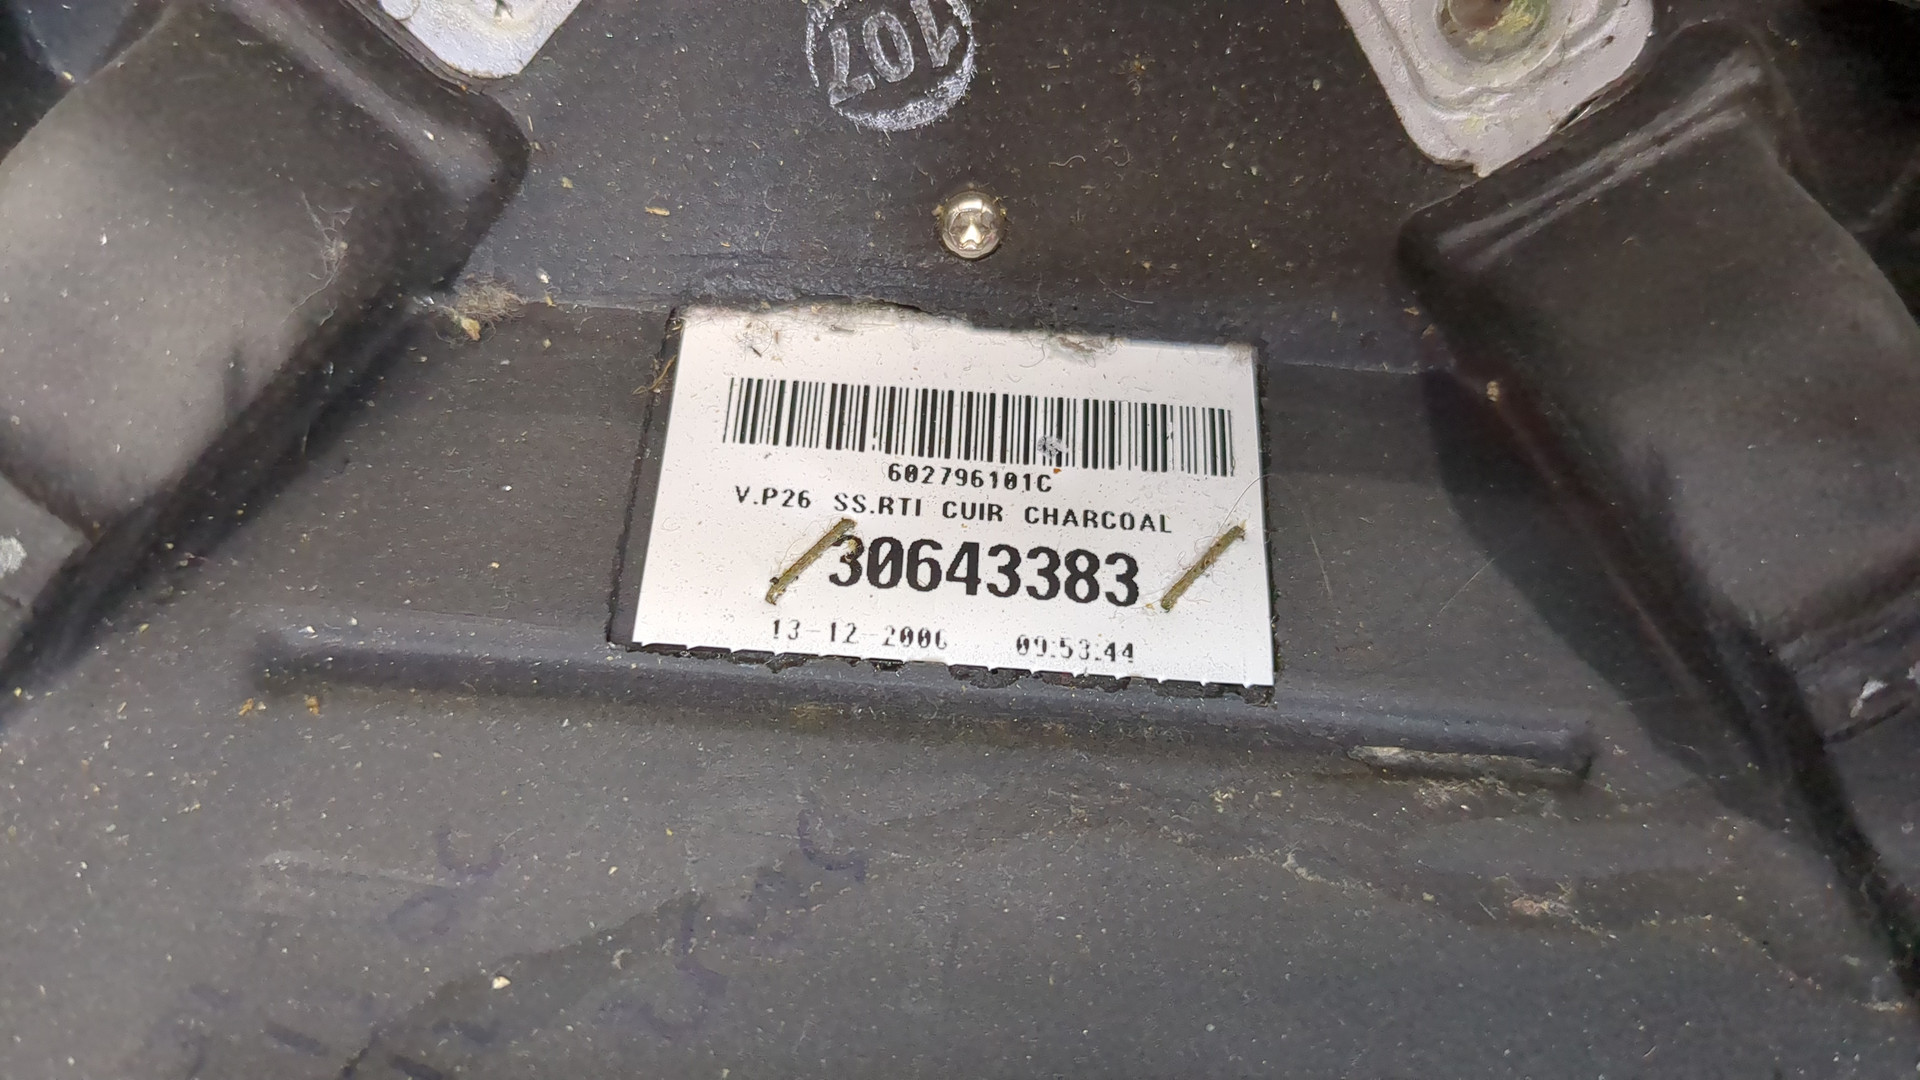 107
602796101C
V.P26 SS.RTI CUIR CHARCOAL
30643383
13-12-2006 09:53:44